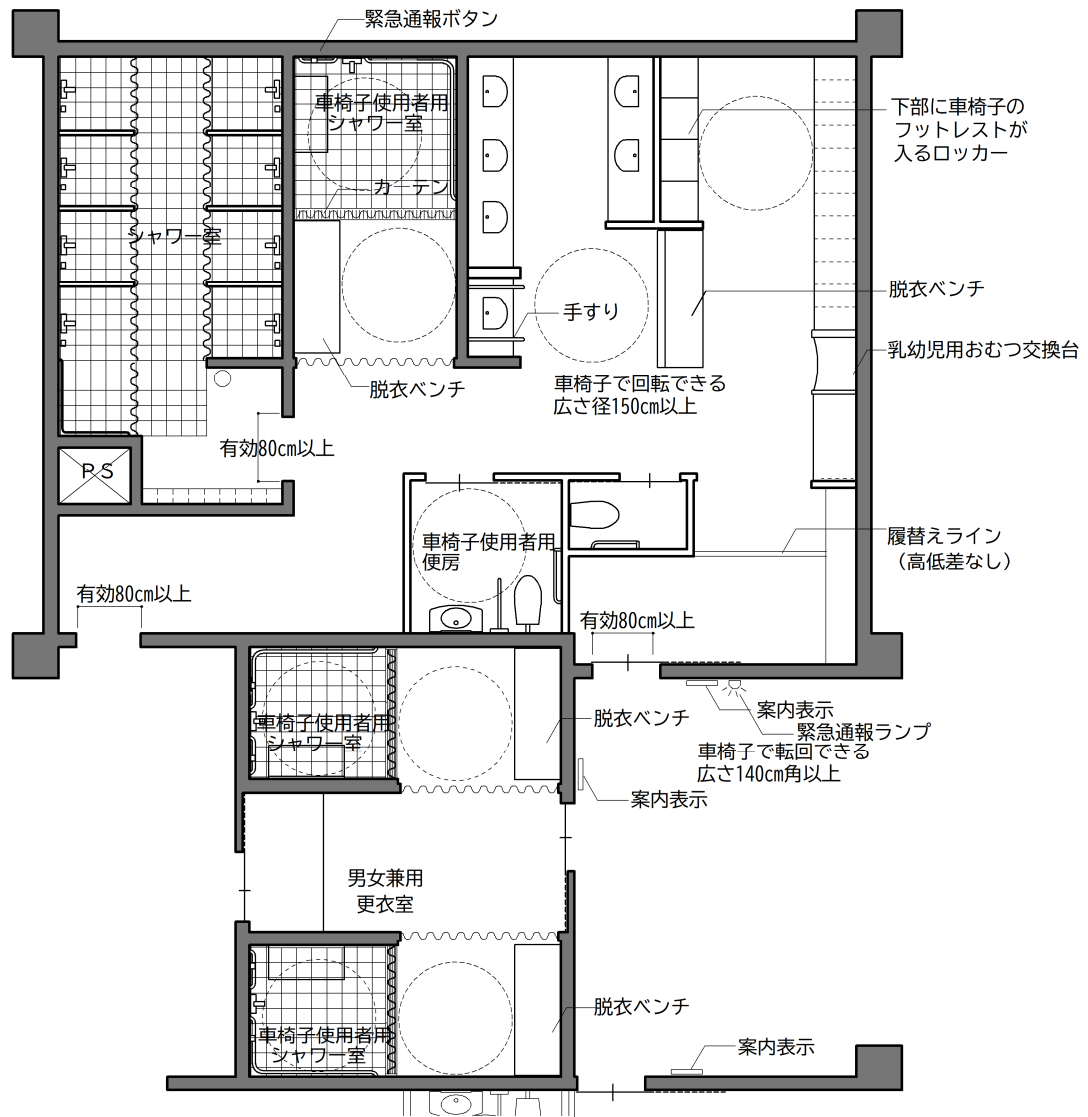 緊急通報ボタン
車椅子使用者用
シャワー室
下部に車椅子の
フットレストが
入るロッカー
カーテン
シャワー室
脱衣ベンチ
手すり
乳幼児用おむつ交換台
脱衣ベンチ
車椅子で回転できる
広さ径150cm以上
有効80cm以上
PS
車椅子使用者用
便房
履替えライン
（高低差なし）
有効80cm以上
有効80cm以上
車椅子使用者用
シャワー室
脱衣ベンチ
案内表示
緊急通報ランプ
車椅子で転回できる
広さ140cm角以上
案内表示
男女兼用
更衣室
脱衣ベンチ
車椅子使用者用
シャワー室
案内表示